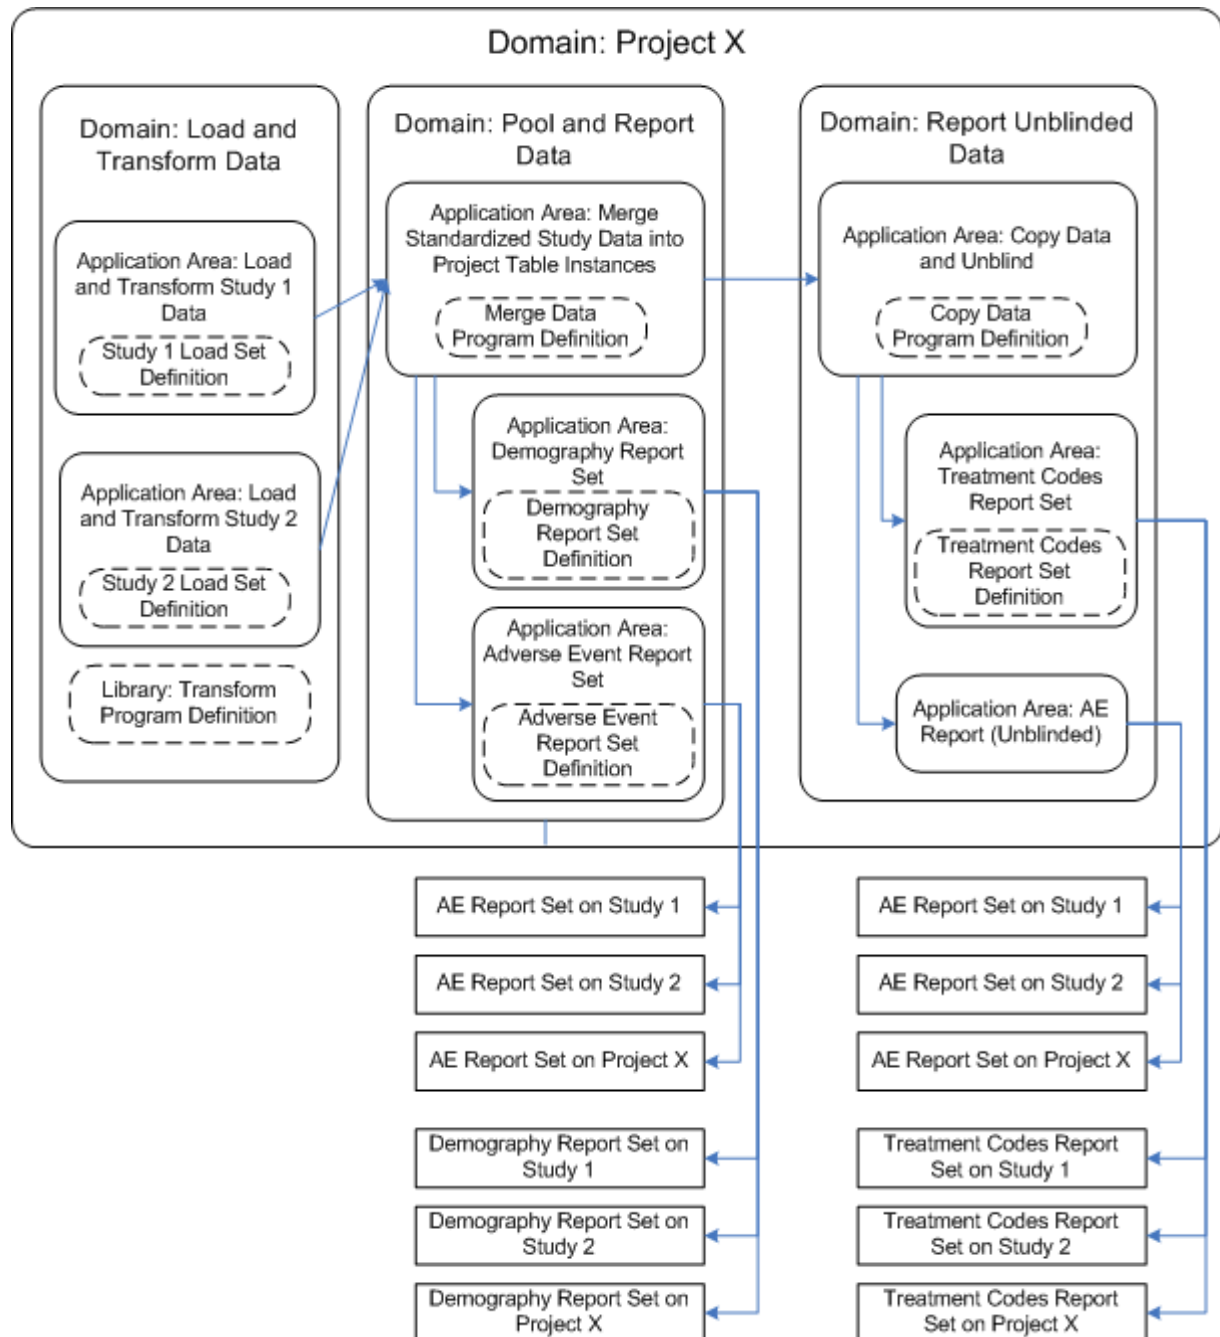 Domain: Project X
Domain: Load and
Transform Data
Application Area: Load
and Transform Study 1
Data
Study 1 Load Set
Definition
Application Area: Load
and Transform Study 2
Data
Study 2 Load Set
Definition
Library: Transform
Program Definition
Domain: Pool and Report
Data
Application Area: Merge
Standardized Study Data into
Project Table Instances
Merge Data
Program Definition
Application Area:
Demography Report
Set
Demography
Report Set
Definition
Application Area:
Adverse Event Report
Set
Adverse Event
Report Set
Definition
Domain: Report Unblinded
Data
Application Area: Copy Data
and Unblind
Copy Data
Program Definition
Application Area:
Treatment Codes
Report Set
Treatment Codes
Report Set
Definition
Application Area: AE
Report (Unblinded)
AE Report Set on Study 1
AE Report Set on Study 2
AE Report Set on Project X
Demography Report Set on
Study 1
Demography Report Set on
Study 2
Demography Report Set on
Project X
AE Report Set on Study 1
AE Report Set on Study 2
AE Report Set on Project X
Treatment Codes Report
Set on Study 1
Treatment Codes Report
Set on Study 2
Treatment Codes Report
Set on Project X